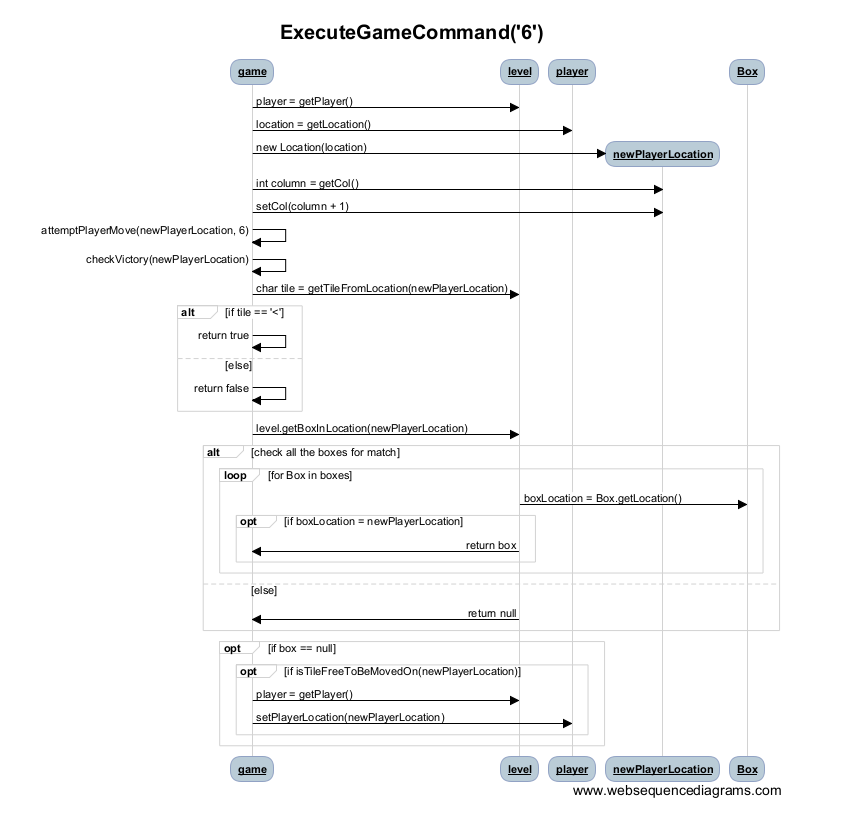 ExecuteGameCommand('6')
game level player Box
player = getPlayer()
location = getLocation()
new Location(location)
newPlayerLocation
int column = getCol()
setCol(column + 1)
attemptPlayerMove(newPlayerLocation, 6)
checkVictory(newPlayerLocation)
char tile = getTileFromLocation(newPlayerLocation)
alt [if tile == '<']
return true
[else]
return false
level.getBoxInLocation(newPlayerLocation)
alt [check all the boxes for match]
loop [for Box in boxes]
boxLocation = Box.getLocation()
opt [if boxLocation = newPlayerLocation]
return box
[else]
return null
opt [if box == null]
opt [if isTileFreeToBeMovedOn(newPlayerLocation)]
player = getPlayer()
setPlayerLocation(newPlayerLocation)
game level player newPlayerLocation Box
www.websequencediagrams.com